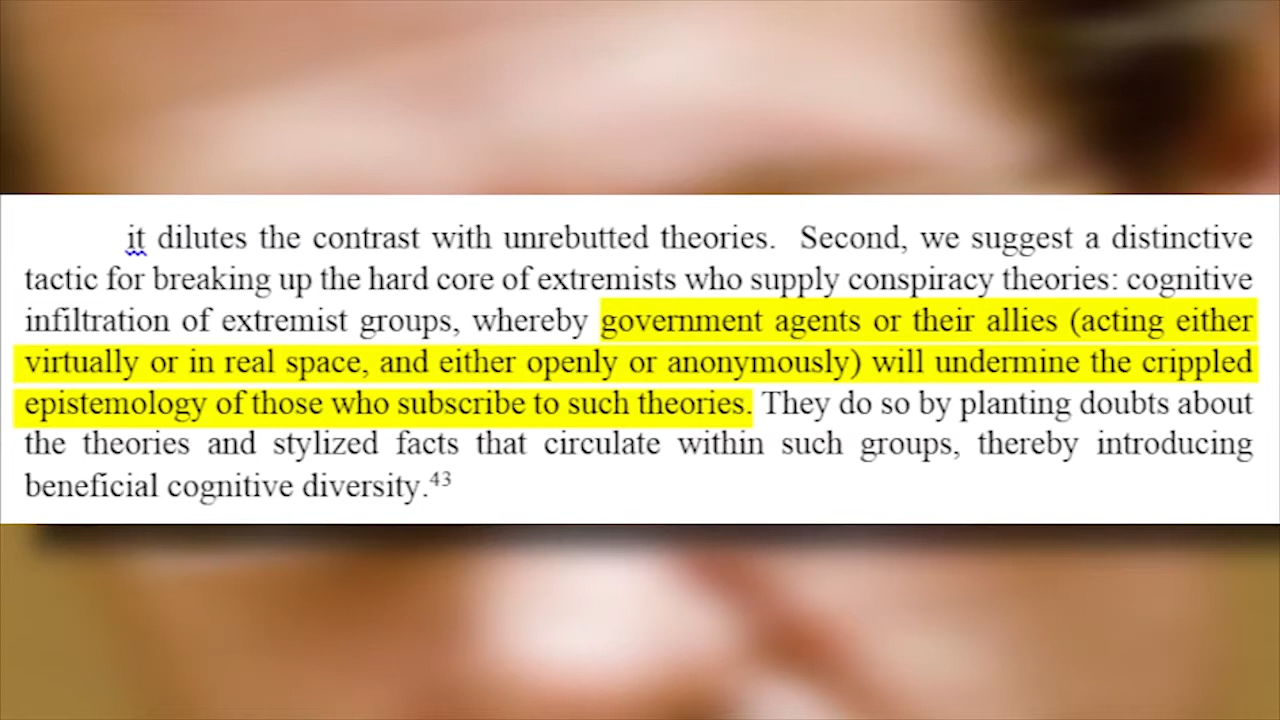 it dilutes the contrast with unrebutted theories. Second, we suggest a distinctive
tactic for breaking up the hard core of extremists who supply conspiracy theories: cognitive
infiltration of extremist groups, whereby government agents or their allies (acting either
virtually or in real space, and either openly or anonymously) will undermine the crippled
epistemology of those who subscribe to such theories. They do so by planting doubts about
the theories and stylized facts that circulate within such groups, thereby introducing
beneficial cognitive diversity.43